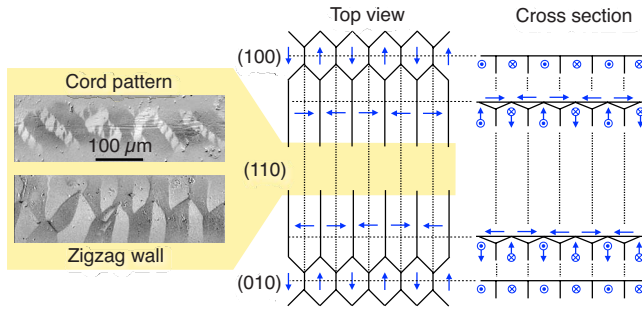 Top view
Cross section
(100)
Cord pattern
100 µm
(110)
Zigzag wall
(010)